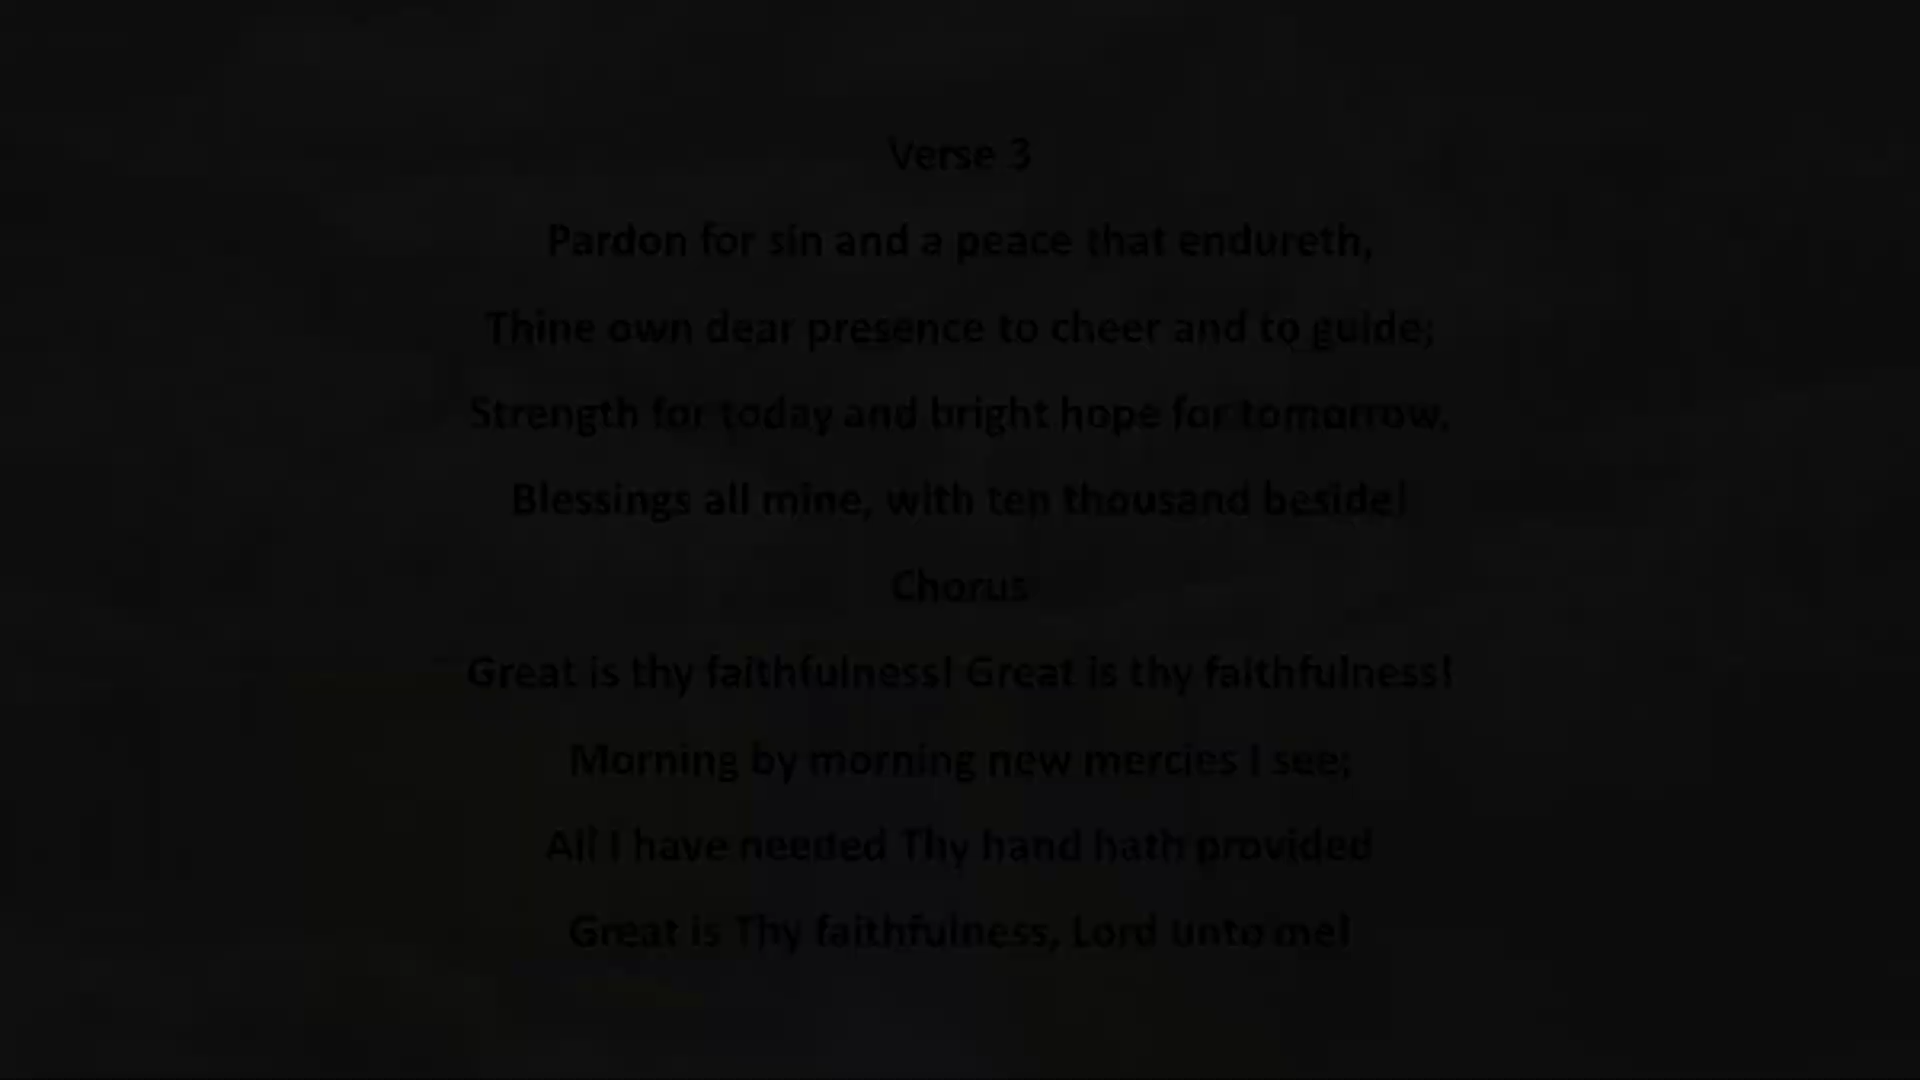 Verse 3
Pardon for sin and a peace that endureth,
Thine own dear presence to cheer and to guide;
Strength for today and bright hope for tomorrow,
Blessings all mine, with ten thousand beside!
Chorus
Great is thy faithfulness! Great is thy faithfulness!
Morning by morning new mercies I see;
All I have needed Thy hand hath provided
Great is Thy faithfulness, Lord unto me!